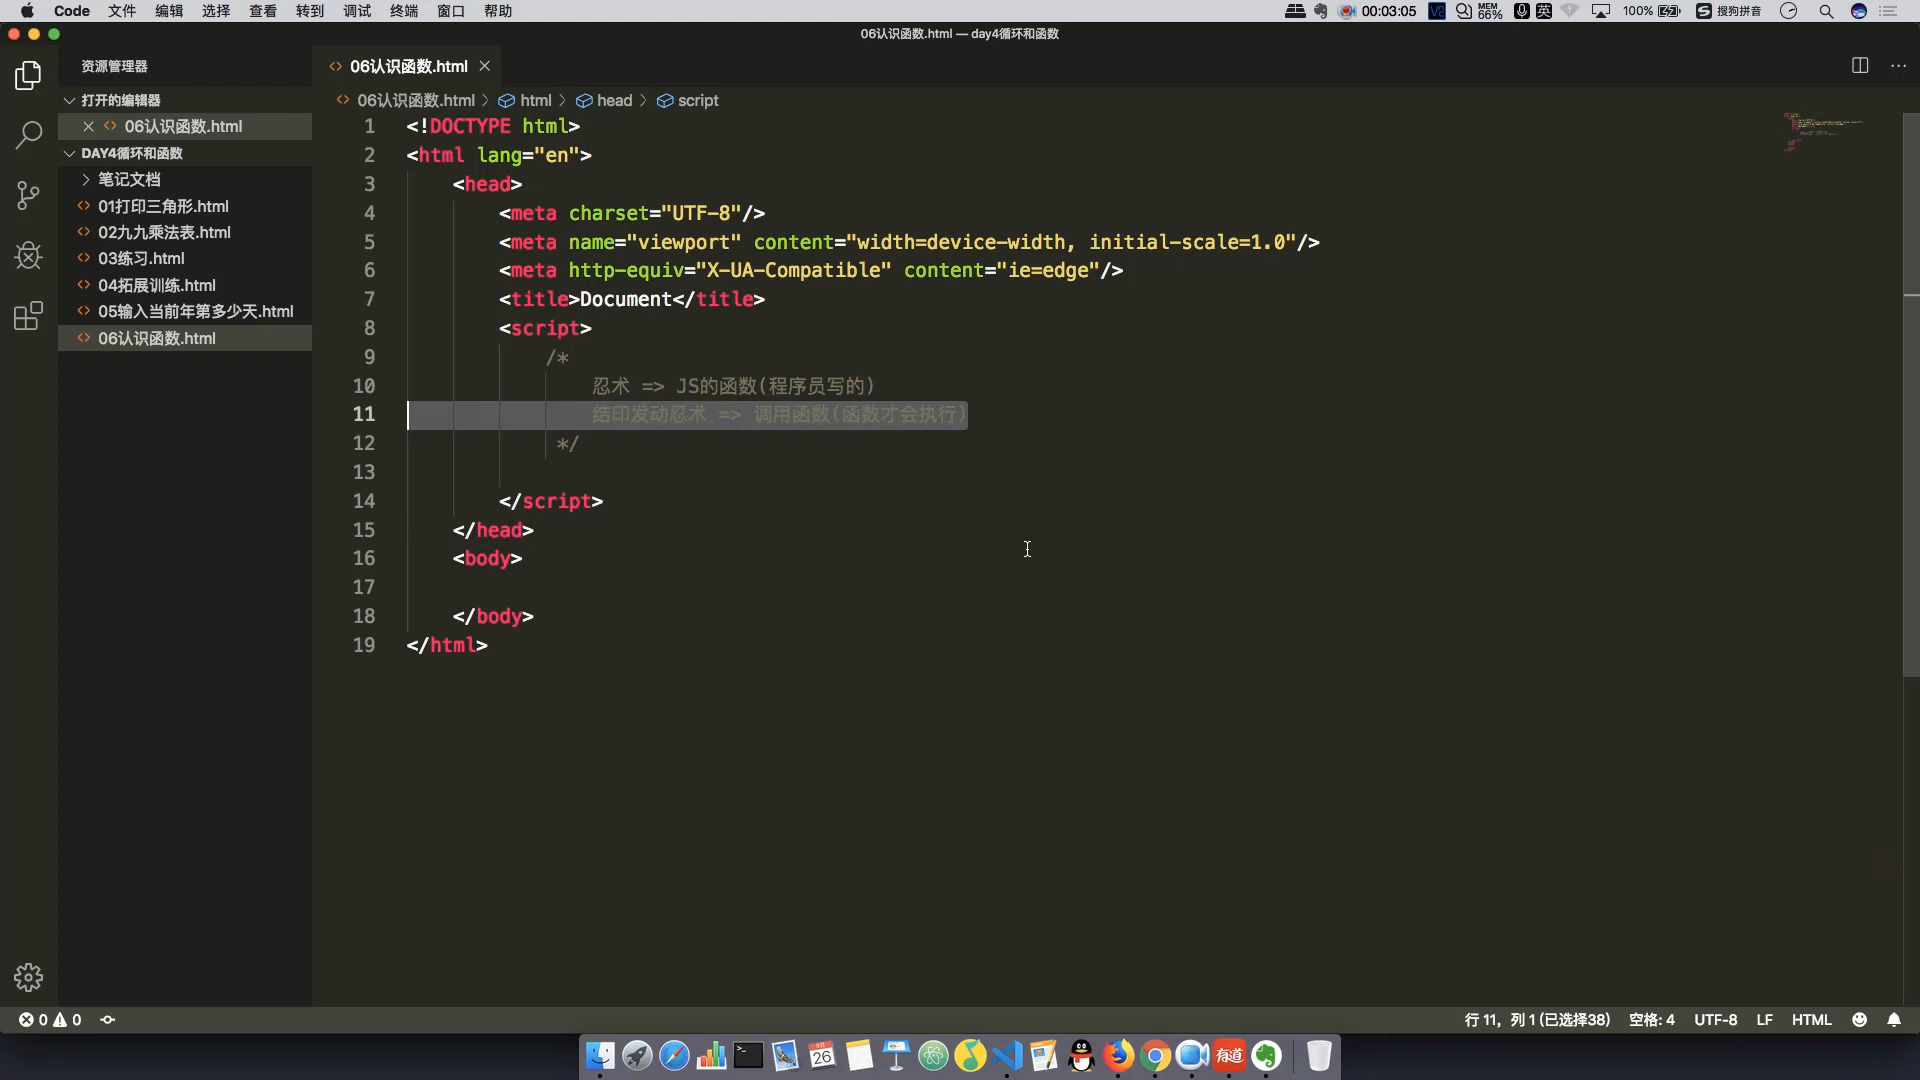 Code 文件 编辑 选择 查看 转到 调试 终端 窗口 帮助
00:03:05 MEM 66% 英 100% 搜狗拼音
06认识函数.html — day4循环和函数
资源管理器
打开的编辑器
06认识函数.html
DAY4循环和函数
笔记文档
01打印三角形.html
02九九乘法表.html
03练习.html
04拓展训练.html
05输入当前年第多少天.html
06认识函数.html
06认识函数.html
06认识函数.html html head script
1 <!DOCTYPE html>
2 <html lang="en">
3 <head>
4 <meta charset="UTF-8"/>
5 <meta name="viewport" content="width=device-width, initial-scale=1.0"/>
6 <meta http-equiv="X-UA-Compatible" content="ie=edge"/>
7 <title>Document</title>
8 <script>
9 /*
10 忍术 => JS的函数(程序员写的)
11 结印发动忍术 => 调用函数(函数才会执行)
12 */
13
14 </script>
15 </head>
16 <body>
17
18 </body>
19 </html>
0 0
行 11，列 1 (已选择38) 空格: 4 UTF-8 LF HTML
26 有道